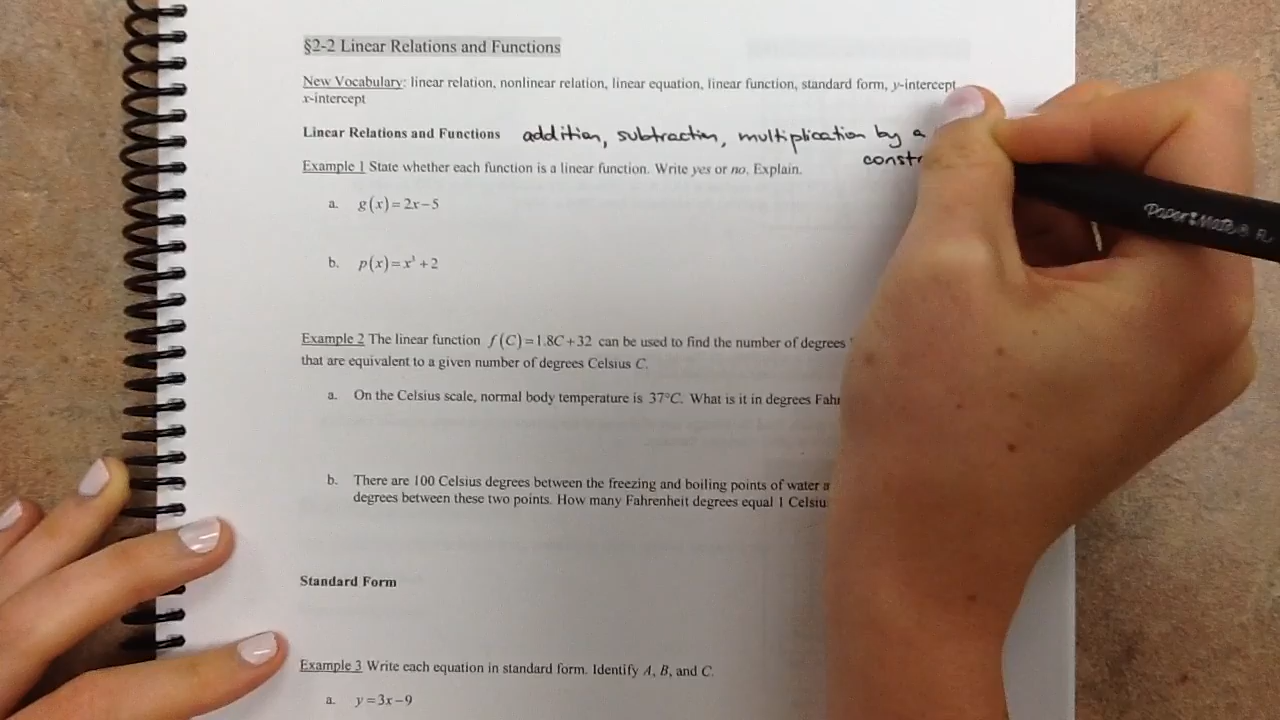 §2-2 Linear Relations and Functions
New Vocabulary: linear relation, nonlinear relation, linear equation, linear function, standard form, y-intercept
x-intercept
Linear Relations and Functions addition, subtraction, multiplication by a
constr
Example 1 State whether each function is a linear function. Write yes or no. Explain.
a. g(x)=2x−5
b. p(x)=x³+2
Example 2 The linear function f(C)=1.8C+32 can be used to find the number of degrees
that are equivalent to a given number of degrees Celsius C.
a. On the Celsius scale, normal body temperature is 37°C. What is it in degrees Fahr
b. There are 100 Celsius degrees between the freezing and boiling points of water a
degrees between these two points. How many Fahrenheit degrees equal 1 Celsiu
Standard Form
Example 3 Write each equation in standard form. Identify A, B, and C.
a. y=3x−9
Paper Mate